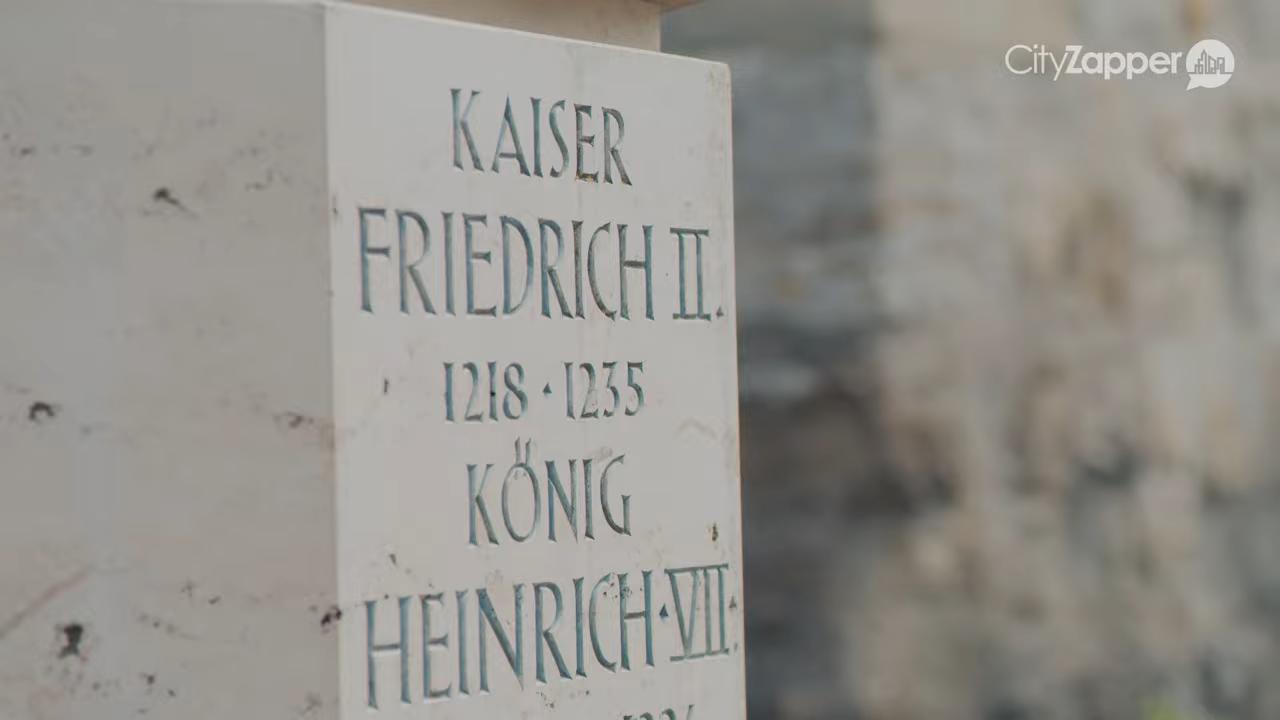 CityZapper
KAISER
FRIEDRICH II.
1218 · 1235
KÖNIG
HEINRICH · VII ·